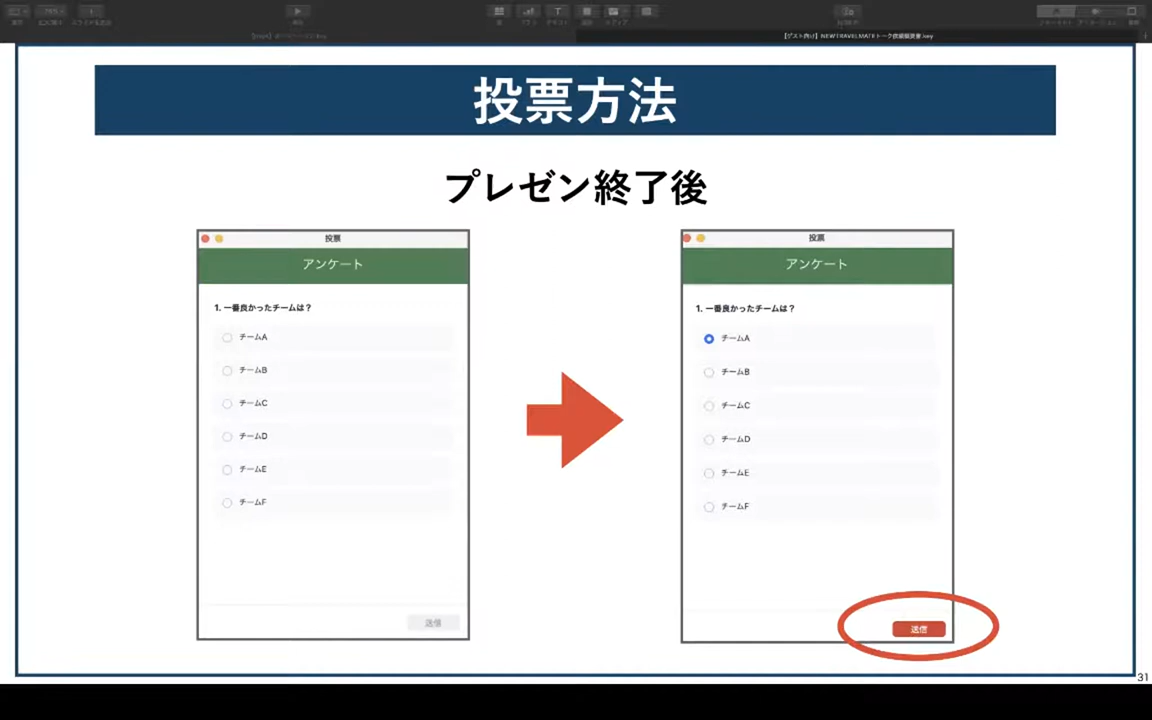 投票方法
プレゼン終了後
投票
アンケート
1. 一番良かったチームは？
チームA
チームB
チームC
チームD
チームE
チームF
送信
投票
アンケート
1. 一番良かったチームは？
チームA
チームB
チームC
チームD
チームE
チームF
送信
31